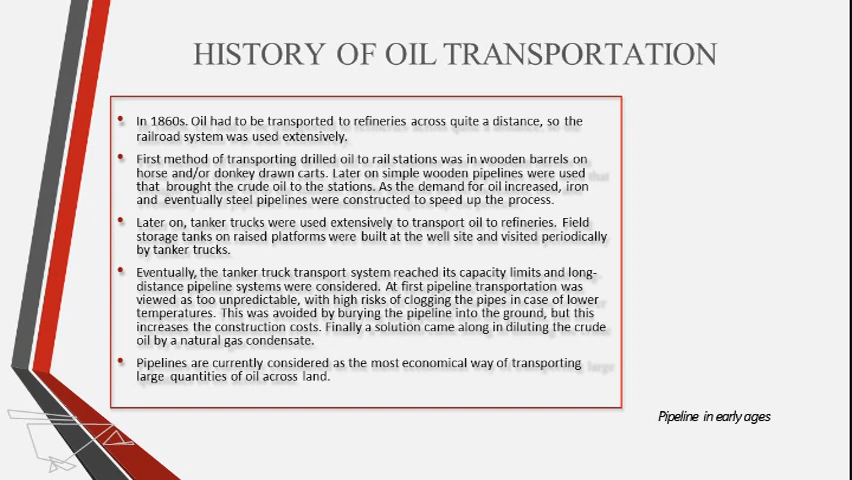 HISTORY OF OIL TRANSPORTATION
• In 1860s. Oil had to be transported to refineries across quite a distance, so the
railroad system was used extensively.
• First method of transporting drilled oil to rail stations was in wooden barrels on
horse and/or donkey drawn carts. Later on simple wooden pipelines were used
that brought the crude oil to the stations. As the demand for oil increased, iron
and eventually steel pipelines were constructed to speed up the process.
• Later on, tanker trucks were used extensively to transport oil to refineries. Field
storage tanks on raised platforms were built at the well site and visited periodically
by tanker trucks.
• Eventually, the tanker truck transport system reached its capacity limits and long-
distance pipeline systems were considered. At first pipeline transportation was
viewed as too unpredictable, with high risks of clogging the pipes in case of lower
temperatures. This was avoided by burying the pipeline into the ground, but this
increases the construction costs. Finally a solution came along in diluting the crude
oil by a natural gas condensate.
• Pipelines are currently considered as the most economical way of transporting
large quantities of oil across land.
Pipeline in early ages